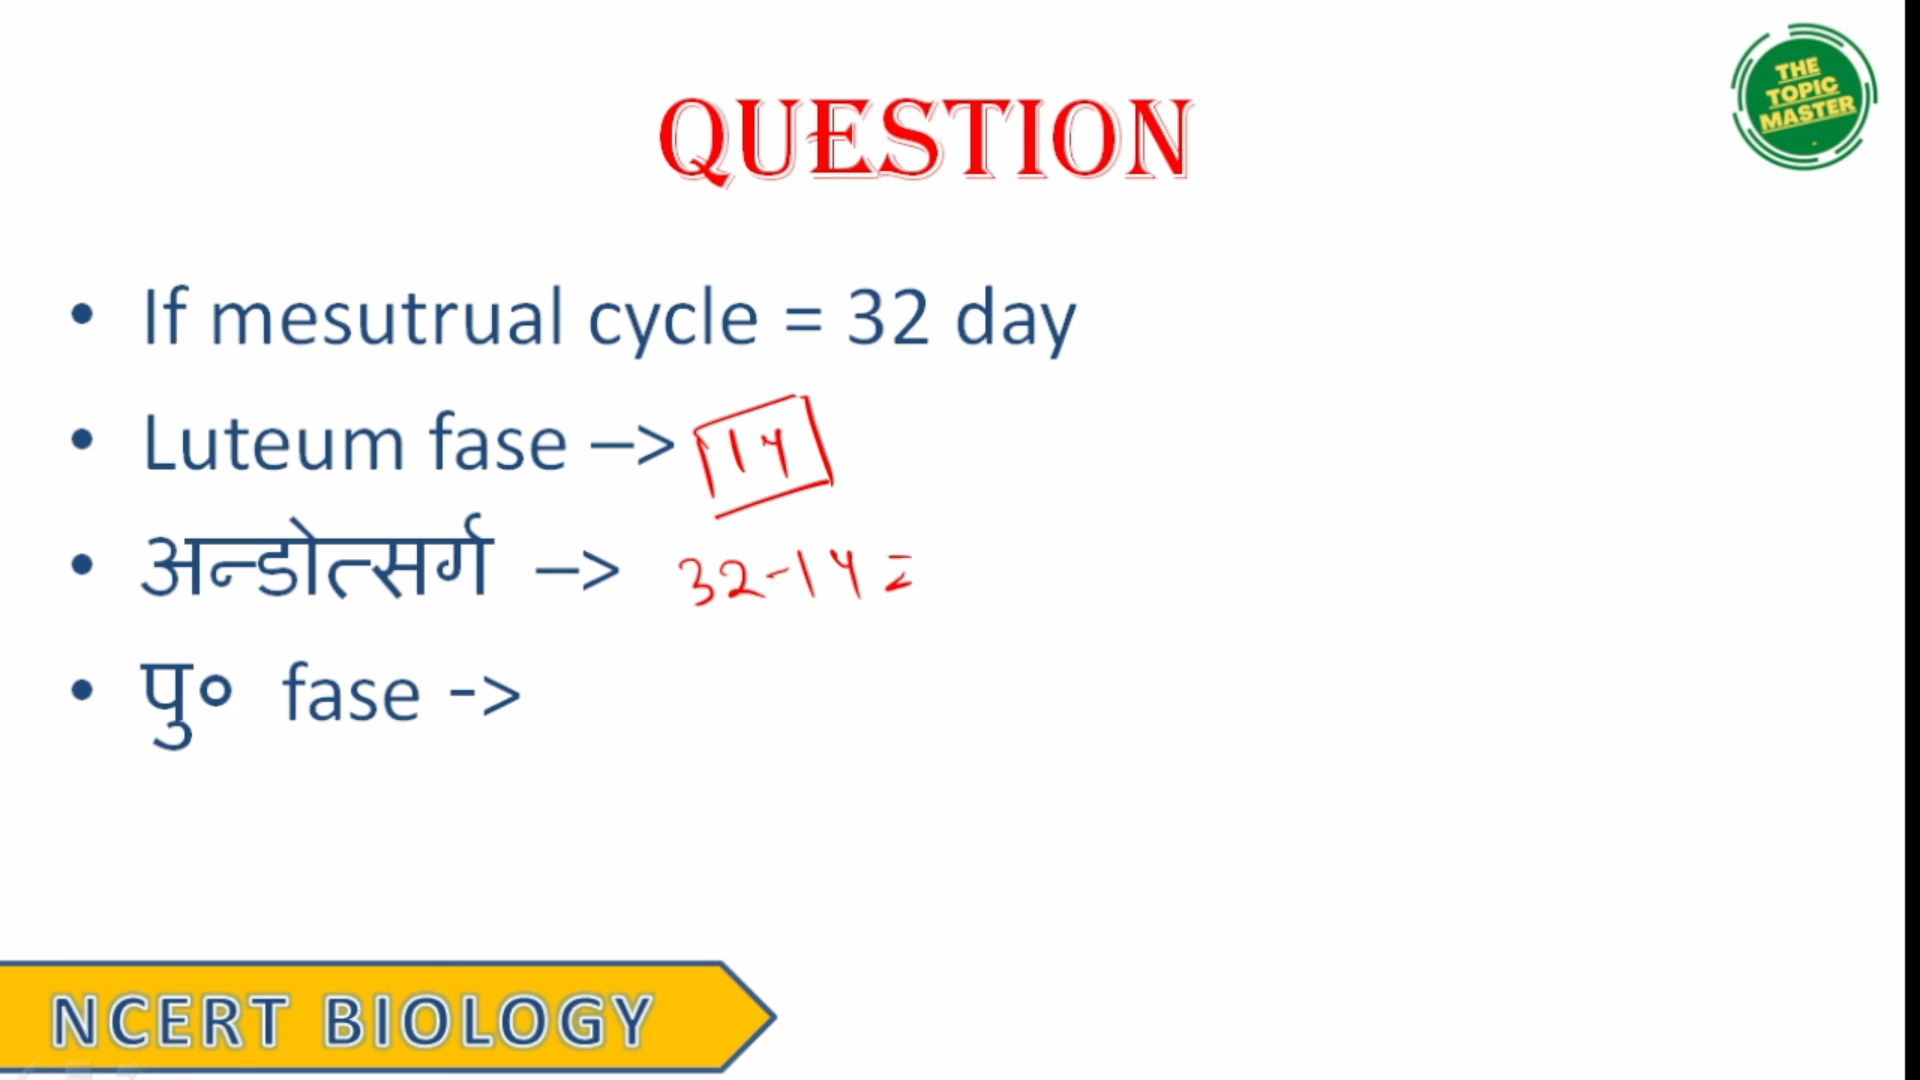 THE
TOPIC
MASTER
QUESTION
• If mesutrual cycle = 32 day
• Luteum fase –> 14
• अन्डोत्सर्ग –> 32-14 =
• पु० fase ->
NCERT BIOLOGY